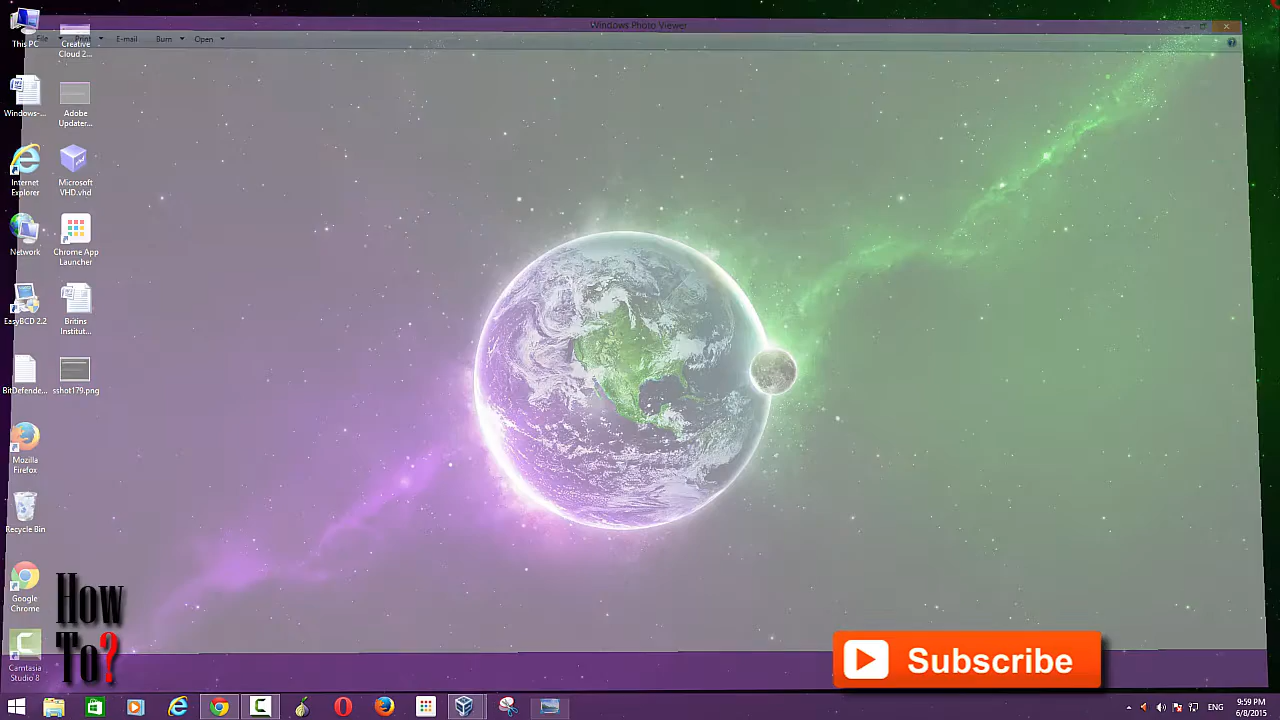 Windows Photo Viewer
File
Print
E-mail
Burn
Open
This PC
Creative
Cloud 2...
Windows-...
Adobe
Updater...
Internet
Explorer
Microsoft
VHD.vhd
Network
Chrome App
Launcher
EasyBCD 2.2
Britins
Institut...
BitDefende...
sshot179.png
Mozilla
Firefox
Recycle Bin
Google
Chrome
Camtasia
Studio 8
How
To?
Subscribe
ENG
9:59 PM
6/8/2015